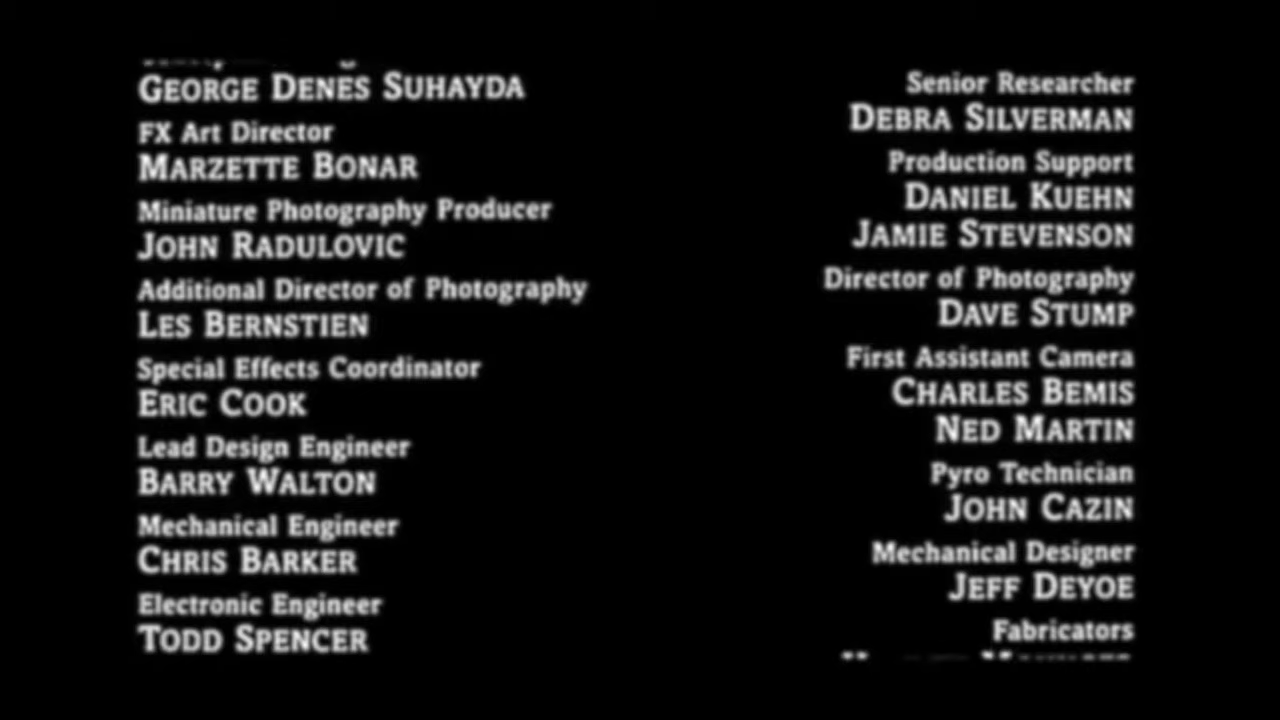 GEORGE DENES SUHAYDA
FX Art Director
MARZETTE BONAR
Miniature Photography Producer
JOHN RADULOVIC
Additional Director of Photography
LES BERNSTIEN
Special Effects Coordinator
ERIC COOK
Lead Design Engineer
BARRY WALTON
Mechanical Engineer
CHRIS BARKER
Electronic Engineer
TODD SPENCER
Senior Researcher
DEBRA SILVERMAN
Production Support
DANIEL KUEHN
JAMIE STEVENSON
Director of Photography
DAVE STUMP
First Assistant Camera
CHARLES BEMIS
NED MARTIN
Pyro Technician
JOHN CAZIN
Mechanical Designer
JEFF DEYOE
Fabricators